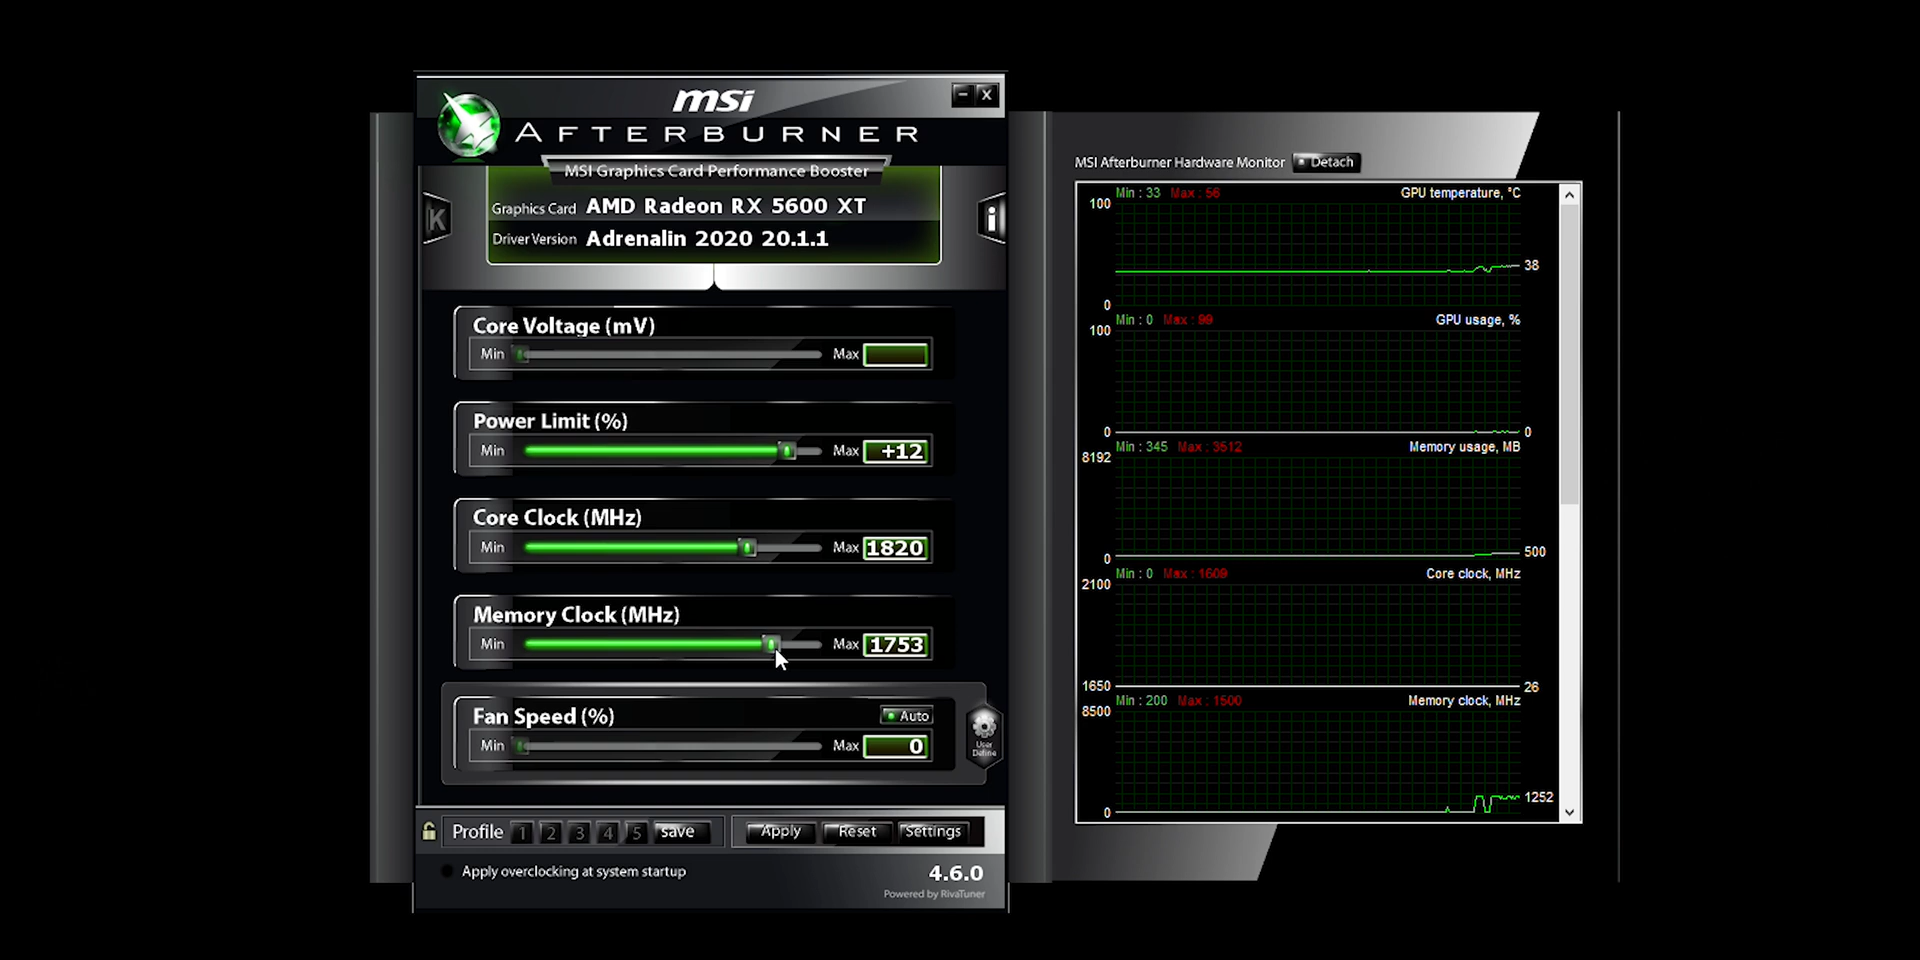 msi
AFTERBURNER
MSI Graphics Card Performance Booster
Graphics Card AMD Radeon RX 5600 XT
Driver Version Adrenalin 2020 20.1.1
K
i
Core Voltage (mV)
Min Max
Power Limit (%)
Min Max +12
Core Clock (MHz)
Min Max 1820
Memory Clock (MHz)
Min Max 1753
Fan Speed (%) Auto
Min Max 0
User Define
Profile 1 2 3 4 5 save Apply Reset Settings
Apply overclocking at system startup
4.6.0
Powered by RivaTuner
MSI Afterburner Hardware Monitor Detach
Min : 33 Max : 56 GPU temperature, °C
100
38
0
Min : 0 Max : 99 GPU usage, %
100
0 0
Min : 345 Max : 3512 Memory usage, MB
8192
0 500
Min : 0 Max : 1609 Core clock, MHz
2100
1650 26
Min : 200 Max : 1500 Memory clock, MHz
8500
1252
0